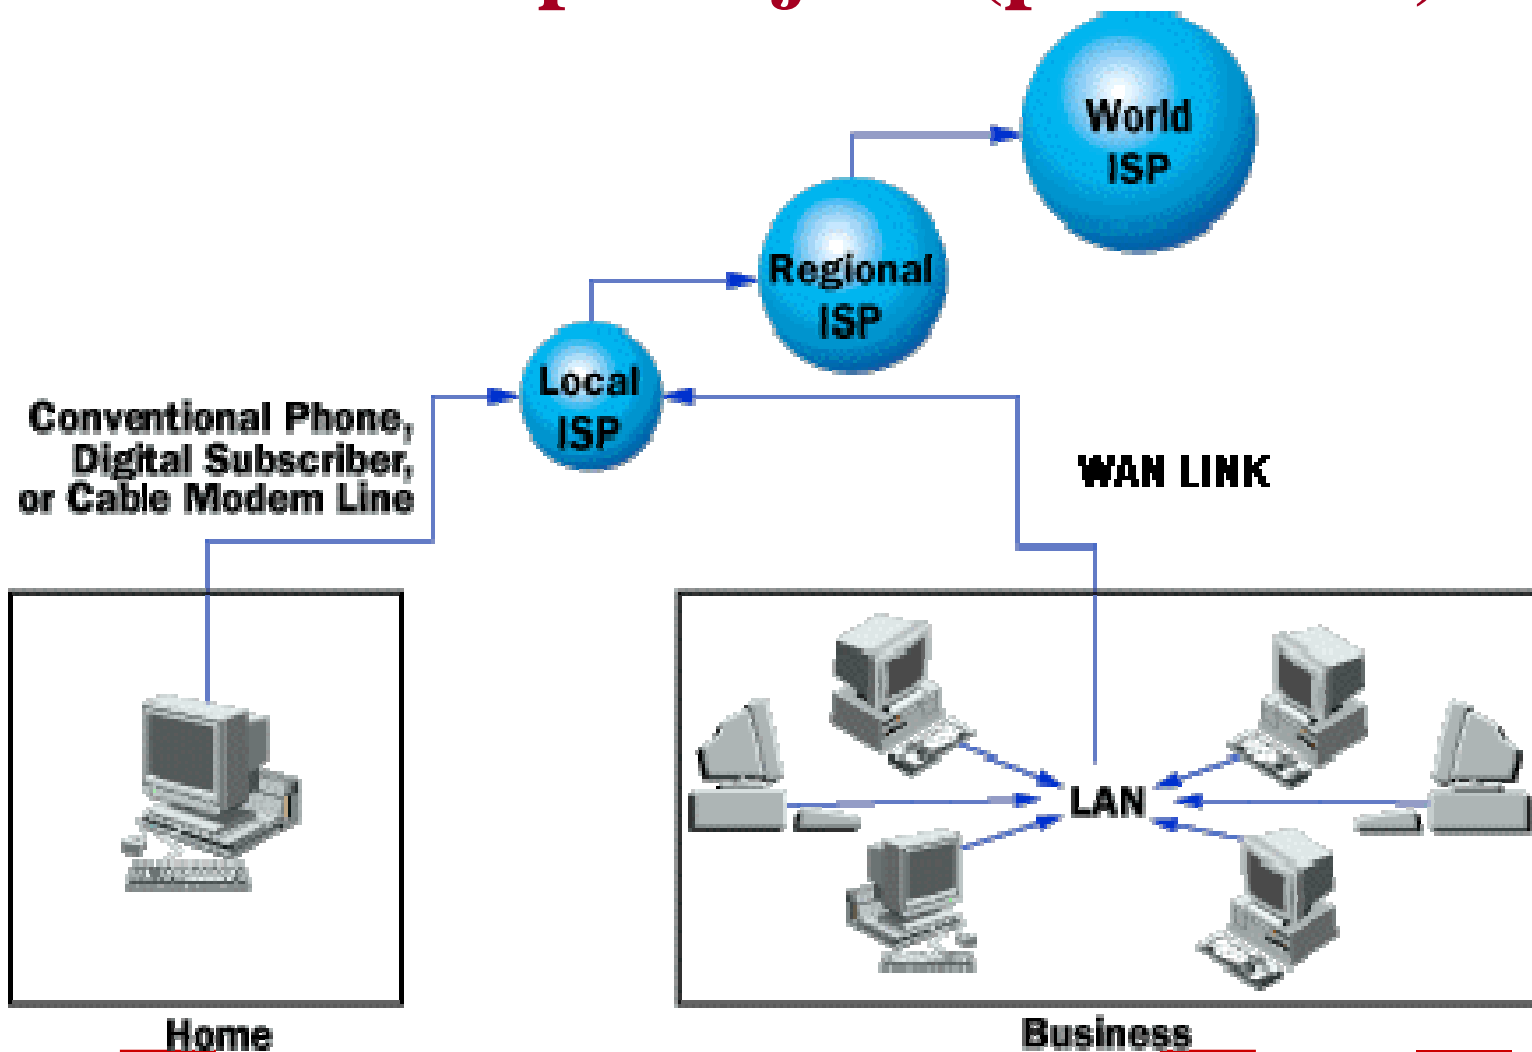 World
ISP
Regional
ISP
Local
ISP
Conventional Phone,
Digital Subscriber,
or Cable Modem Line
WAN LINK
LAN
Home
Business